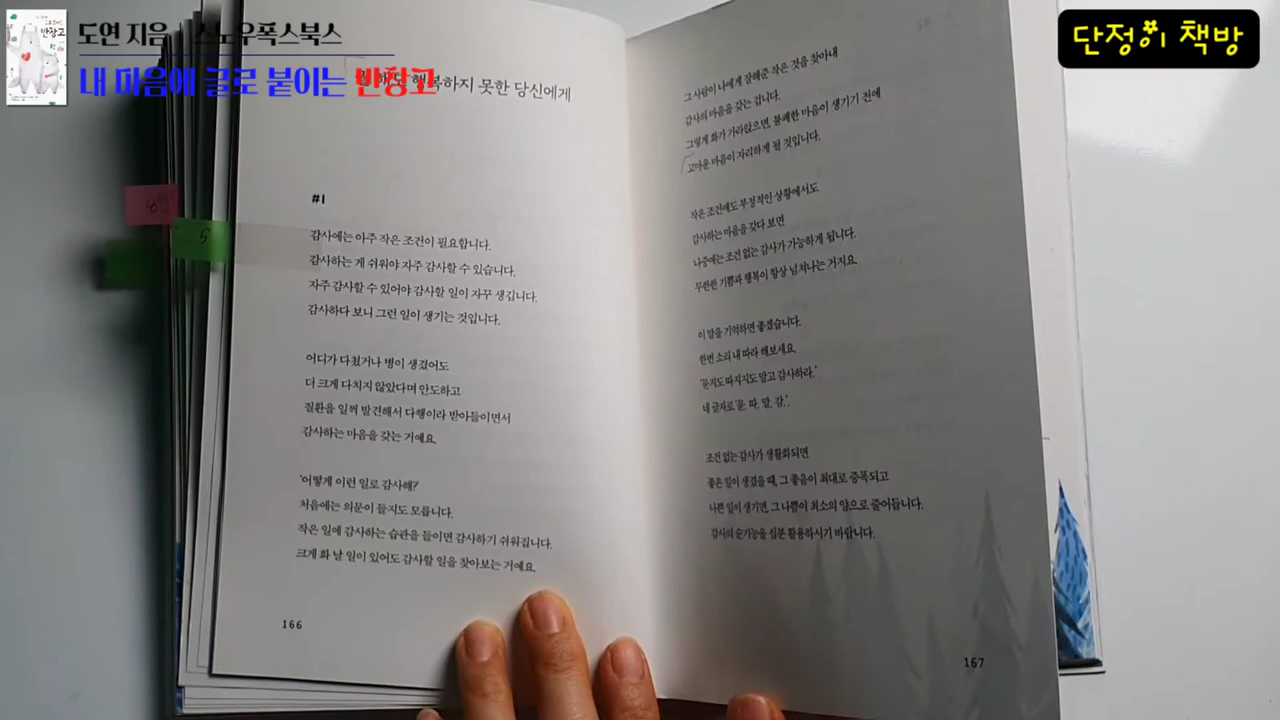 도연 지음 스노우폭스북스
내 마음에 글로 붙이는 반창고
반창고
단정이 책방
해도 행복하지 못한 당신에게
#1
감사에는 아주 작은 조건이 필요합니다.
감사하는 게 쉬워야 자주 감사할 수 있습니다.
자주 감사할 수 있어야 감사할 일이 자꾸 생깁니다.
감사하다 보니 그런 일이 생기는 것입니다.
어디가 다쳤거나 병이 생겼어도
더 크게 다치지 않았다며 안도하고
질환을 일찍 발견해서 다행이라 받아들이면서
감사하는 마음을 갖는 거예요.
'어떻게 이런 일로 감사해?'
처음에는 의문이 들지도 모릅니다.
작은 일에 감사하는 습관을 들이면 감사하기 쉬워집니다.
크게 화 날 일이 있어도 감사할 일을 찾아보는 거예요.
166
그 사람이 나에게 잘해준 작은 것을 찾아내
감사의 마음을 갖는 겁니다.
그렇게 화가 가라앉으면, 불쾌한 마음이 생기기 전에
고마운 마음이 자리하게 될 것입니다.
작은 조건에도 부정적인 상황에서도
감사하는 마음을 갖다 보면
나중에는 조건 없는 감사가 가능하게 됩니다.
무한한 기쁨과 행복이 항상 넘쳐나는 거지요.
이 말을 기억하면 좋겠습니다.
한번 소리 내 따라 해보세요.
'묻지도 따지지도 말고 감사하라.'
네 글자로 '묻. 따. 말. 감.'.
조건 없는 감사가 생활화되면
좋은 일이 생겼을 때, 그 좋음이 최대로 증폭되고
나쁜 일이 생기면, 그 나쁨이 최소의 양으로 줄어듭니다.
감사의 순기능을 십분 활용하시기 바랍니다.
167
5